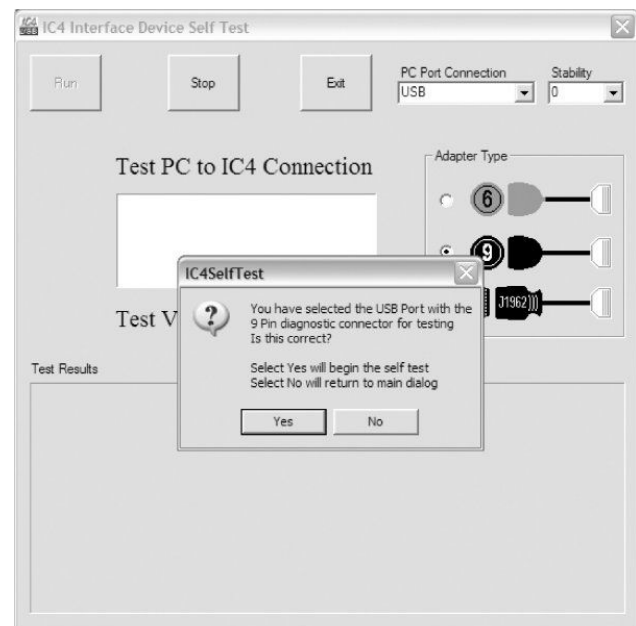 IC4 Interface Device Self Test
Run
Stop
Exit
PC Port Connection
USB
Stability
0
Test PC to IC4 Connection
Adapter Type
6
9
J1962
Test V
IC4SelfTest
You have selected the USB Port with the
9 Pin diagnostic connector for testing
Is this correct?
Select Yes will begin the self test
Select No will return to main dialog
Yes
No
Test Results